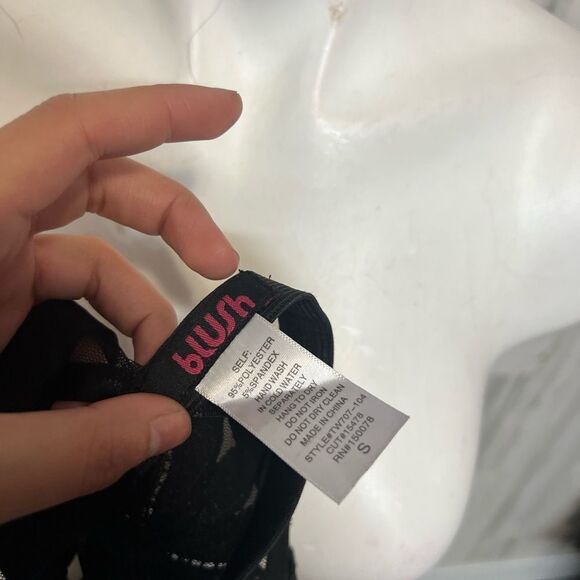 blush
SELF:
95%POLYESTER
5%SPANDEX
HAND WASH
IN COLD WATER
SEPARATELY
HANG TO DRY
DO NOT IRON
DO NOT DRY CLEAN
MADE IN CHINA
STYLE#TW707-104
CUT#15478
RN#150078
S